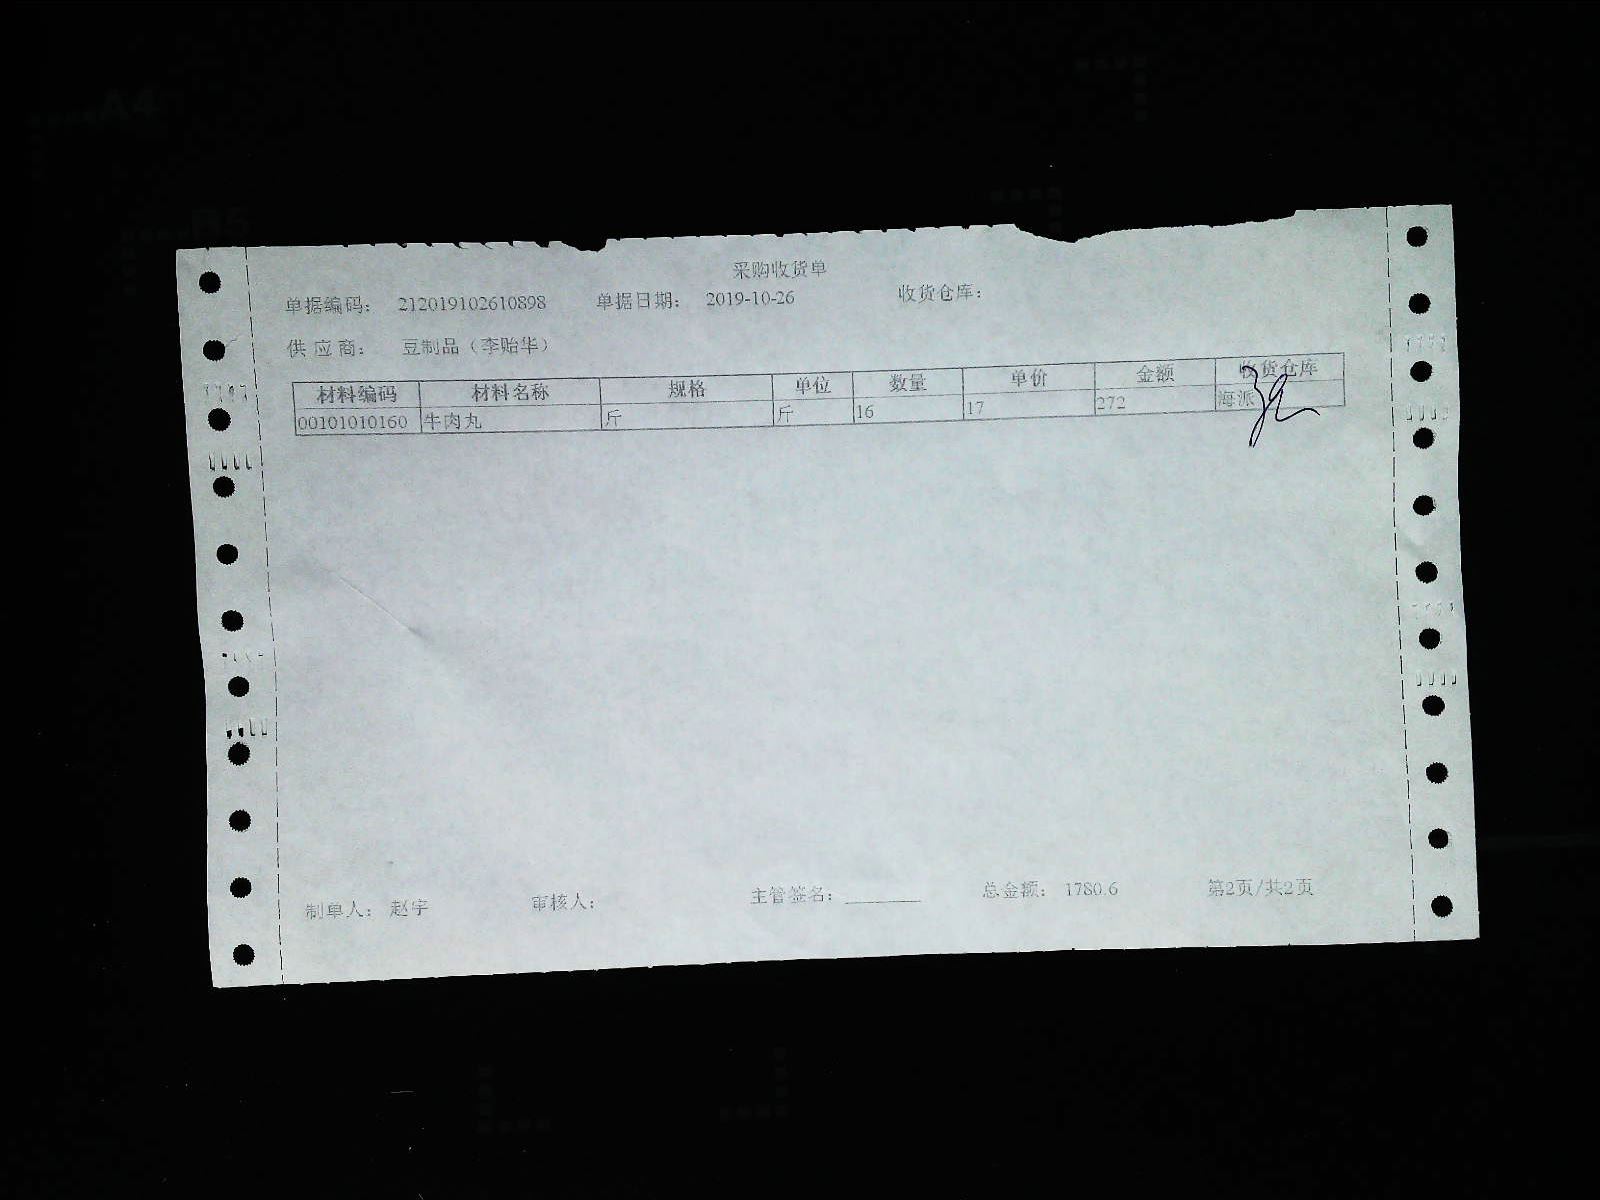 采购收货单
单据编码： 212019102610898 单据日期： 2019-10-26 收货仓库：
供 应 商： 豆制品（李贻华）
材料编码 材料名称 规格 单位 数量 单价 金额 收货仓库
00101010160 牛肉丸 斤 斤 16 17 272 海派
制单人： 赵宇 审核人： 主管签名：________ 总金额： 1780.6 第2页/共2页